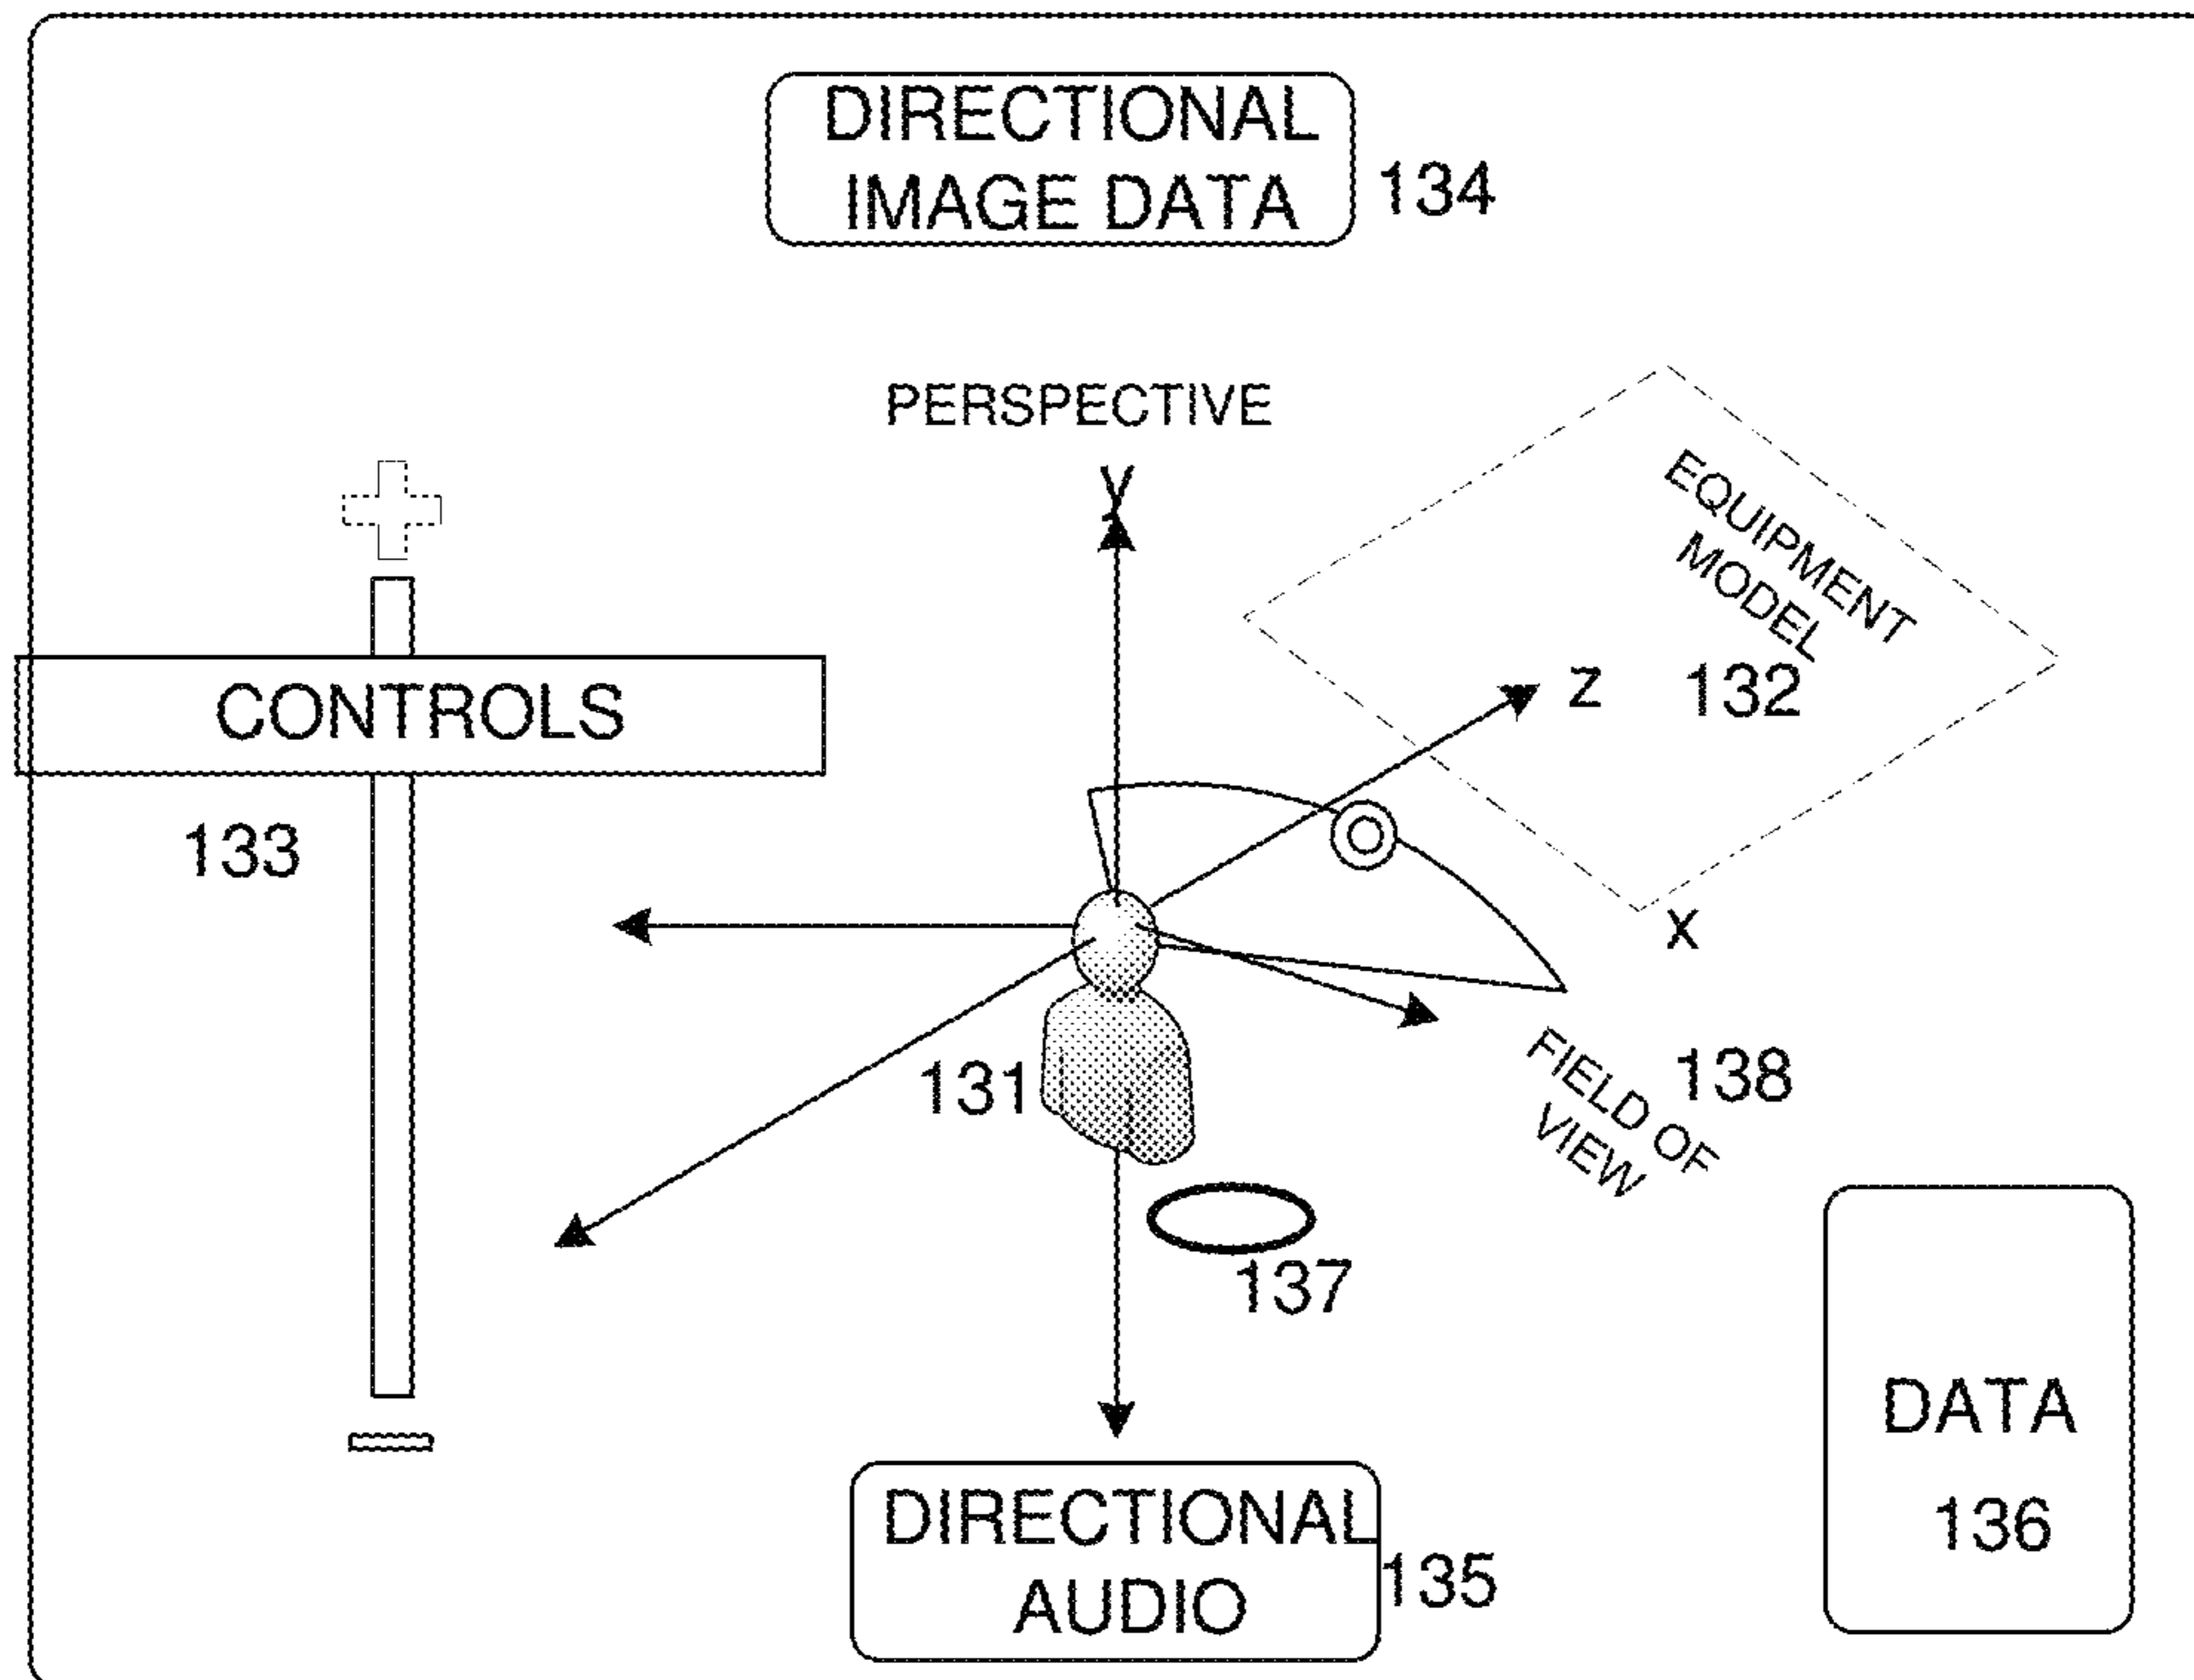 DIRECTIONAL
IMAGE DATA
134
PERSPECTIVE
y
EQUIPMENT
MODEL
132
Z
CONTROLS
133
X
131
138
FIELD OF
VIEW
137
DATA
136
DIRECTIONAL
AUDIO
135